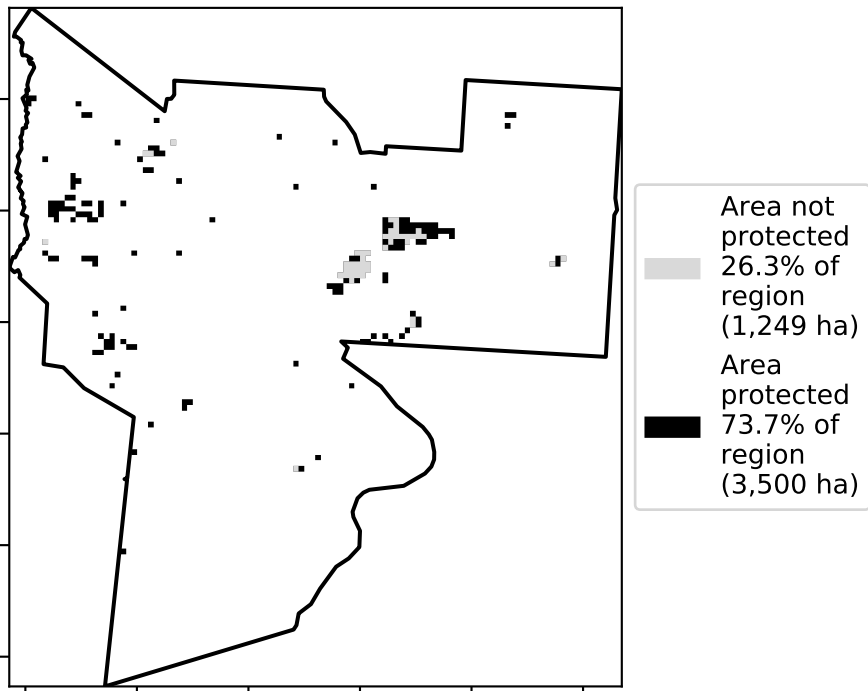 Area not
protected
26.3% of
region
(1,249 ha)
Area
protected
73.7% of
region
(3,500 ha)